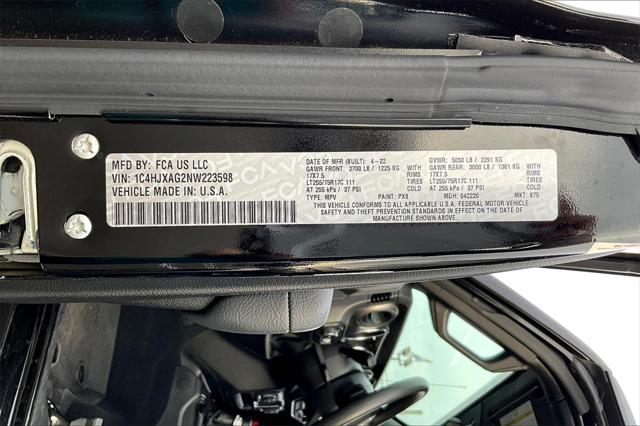 MFD BY: FCA US LLC
VIN: 1C4HJXAG2NW223598
VEHICLE MADE IN U.S.A.
DATE OF MFR (BUILT): 4-22 GVWR: 5050 LB / 2291 KG
GAWR FRONT: 2700 LB / 1225 KG WITH GAWR REAR: 3000 LB / 1361 KG WITH
17X7.5 RIMS 17X7.5 RIMS
LT255/75R17C 111 TIRES LT255/75R17C 111 TIRES
AT 255 kPa / 37 PSI COLD AT 255 kPa / 37 PSI COLD
TYPE: MPV PAINT: PX8 MDH: 042220 MKT: 875
THIS VEHICLE CONFORMS TO ALL APPLICABLE U.S.A. FEDERAL MOTOR VEHICLE
SAFETY AND THEFT PREVENTION STANDARDS IN EFFECT ON THE DATE OF
MANUFACTURE SHOWN ABOVE.